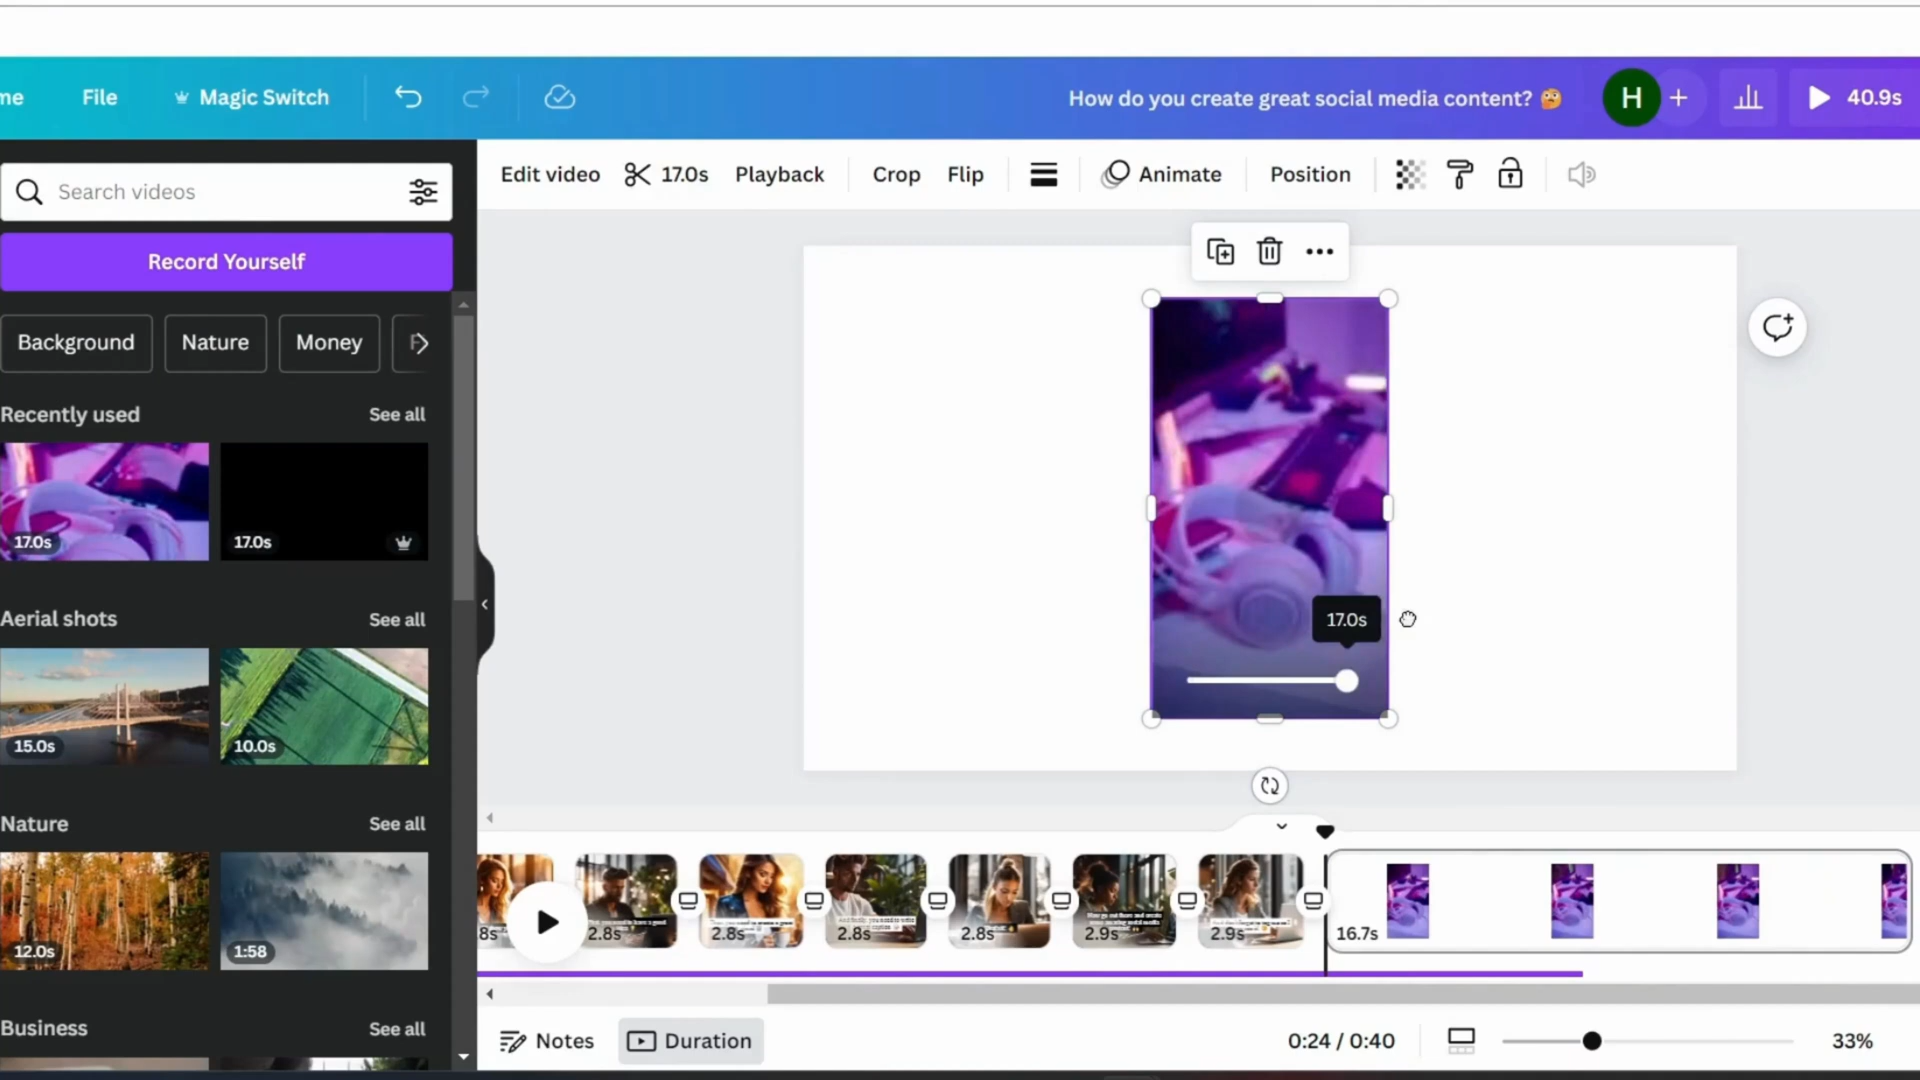 me File Magic Switch How do you create great social media content? 🤔 H + 40.9s
Edit video 17.0s Playback Crop Flip Animate Position
Search videos
Record Yourself
Background Nature Money
Recently used See all
17.0s 17.0s
17.0s
Aerial shots See all
15.0s 10.0s
Nature See all
12.0s 1:58
8s 2.8s 2.8s 2.8s 2.8s 2.9s 2.9s 16.7s
Business See all
Notes Duration 0:24 / 0:40 33%